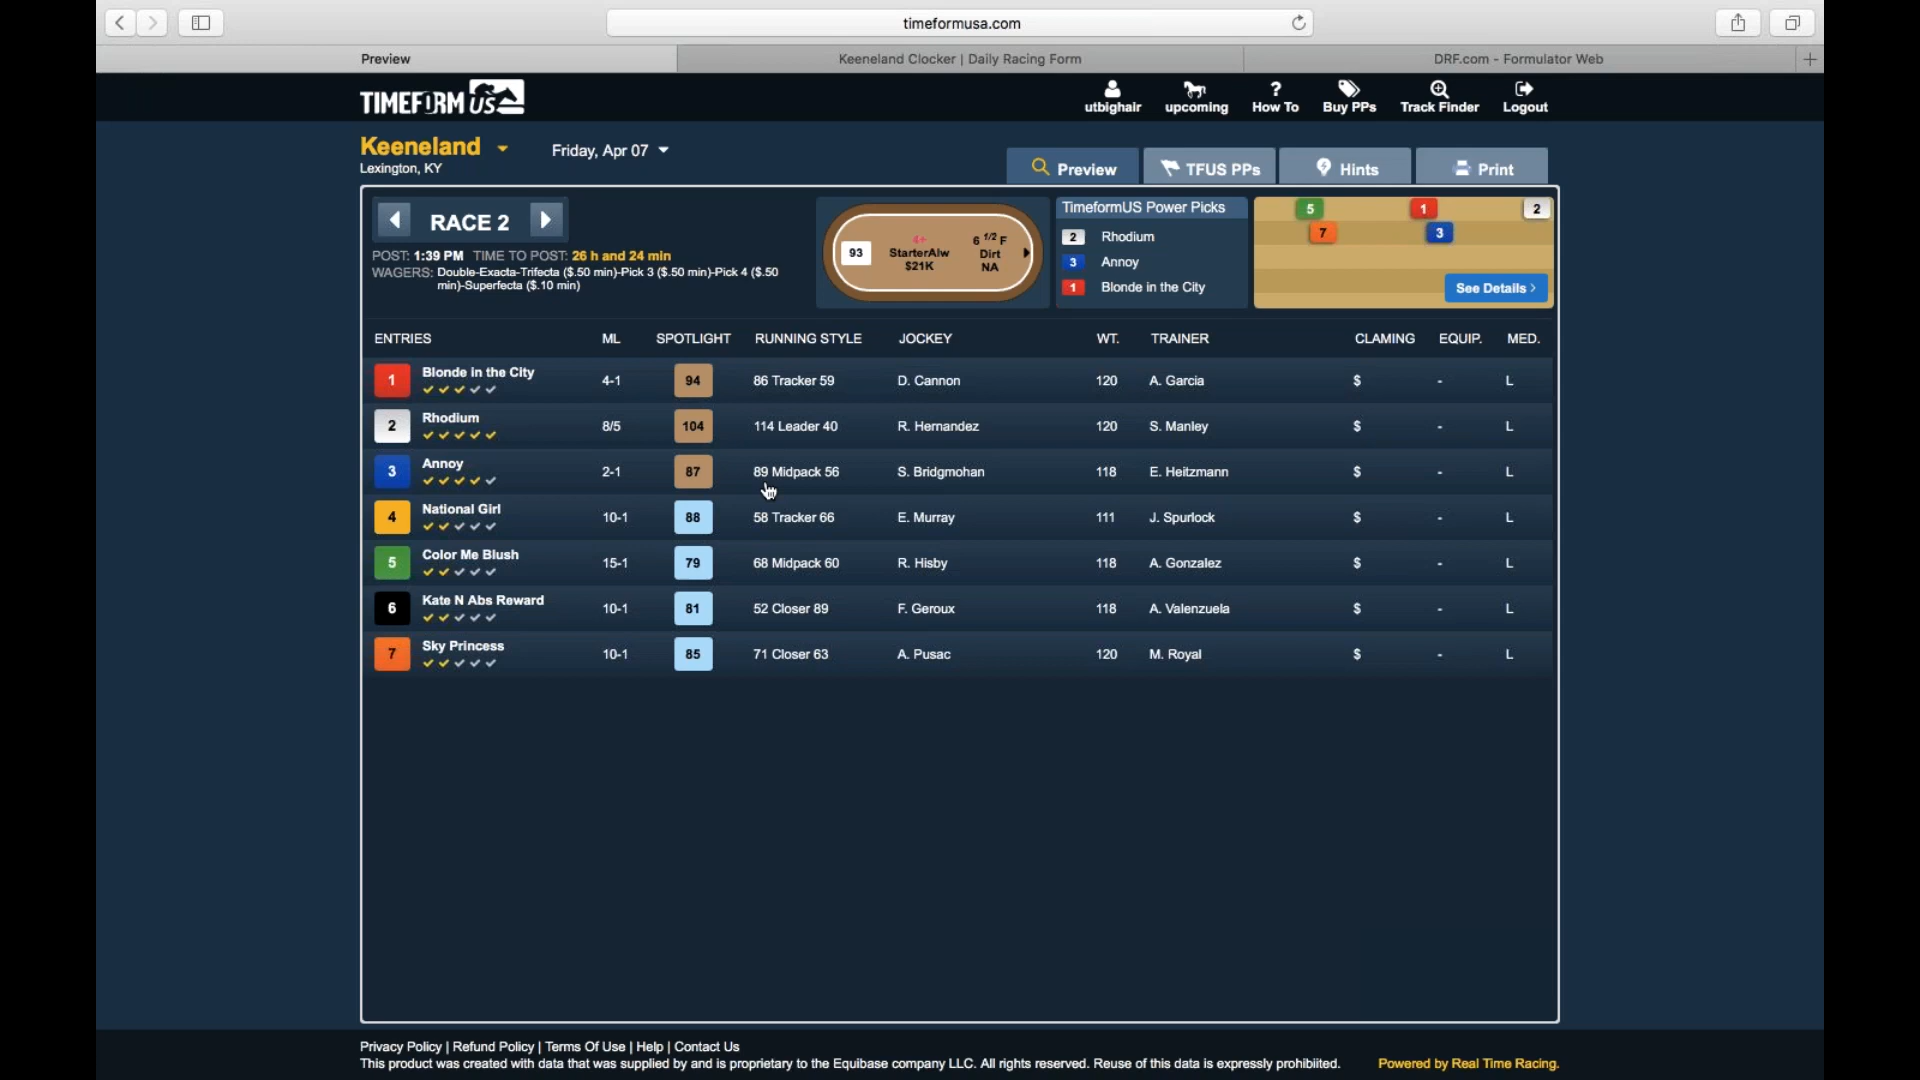 timeformusa.com
Preview
Keeneland Clocker | Daily Racing Form
DRF.com - Formulator Web
TIMEFORM US
utbighair
upcoming
?
How To
Buy PPs
Track Finder
Logout
Keeneland
Friday, Apr 07
Lexington, KY
Preview
TFUS PPs
Hints
Print
RACE 2
POST: 1:39 PM TIME TO POST: 26 h and 24 min
WAGERS: Double-Exacta-Trifecta ($.50 min)-Pick 3 ($.50 min)-Pick 4 ($.50
min)-Superfecta ($.10 min)
93
4+
StarterAlw
$21K
6 1/2 F
Dirt
NA
TimeformUS Power Picks
2 Rhodium
3 Annoy
1 Blonde in the City
5 1 2
7 3
See Details >
ENTRIES ML SPOTLIGHT RUNNING STYLE JOCKEY WT. TRAINER CLAMING EQUIP. MED.
1 Blonde in the City 4-1 94 86 Tracker 59 D. Cannon 120 A. Garcia $ - L
2 Rhodium 8/5 104 114 Leader 40 R. Hernandez 120 S. Manley $ - L
3 Annoy 2-1 87 89 Midpack 56 S. Bridgmohan 118 E. Heitzmann $ - L
4 National Girl 10-1 88 58 Tracker 66 E. Murray 111 J. Spurlock $ - L
5 Color Me Blush 15-1 79 68 Midpack 60 R. Hisby 118 A. Gonzalez $ - L
6 Kate N Abs Reward 10-1 81 52 Closer 89 F. Geroux 118 A. Valenzuela $ - L
7 Sky Princess 10-1 85 71 Closer 63 A. Pusac 120 M. Royal $ - L
Privacy Policy | Refund Policy | Terms Of Use | Help | Contact Us
This product was created with data that was supplied by and is proprietary to the Equibase company LLC. All rights reserved. Reuse of this data is expressly prohibiited.
Powered by Real Time Racing.